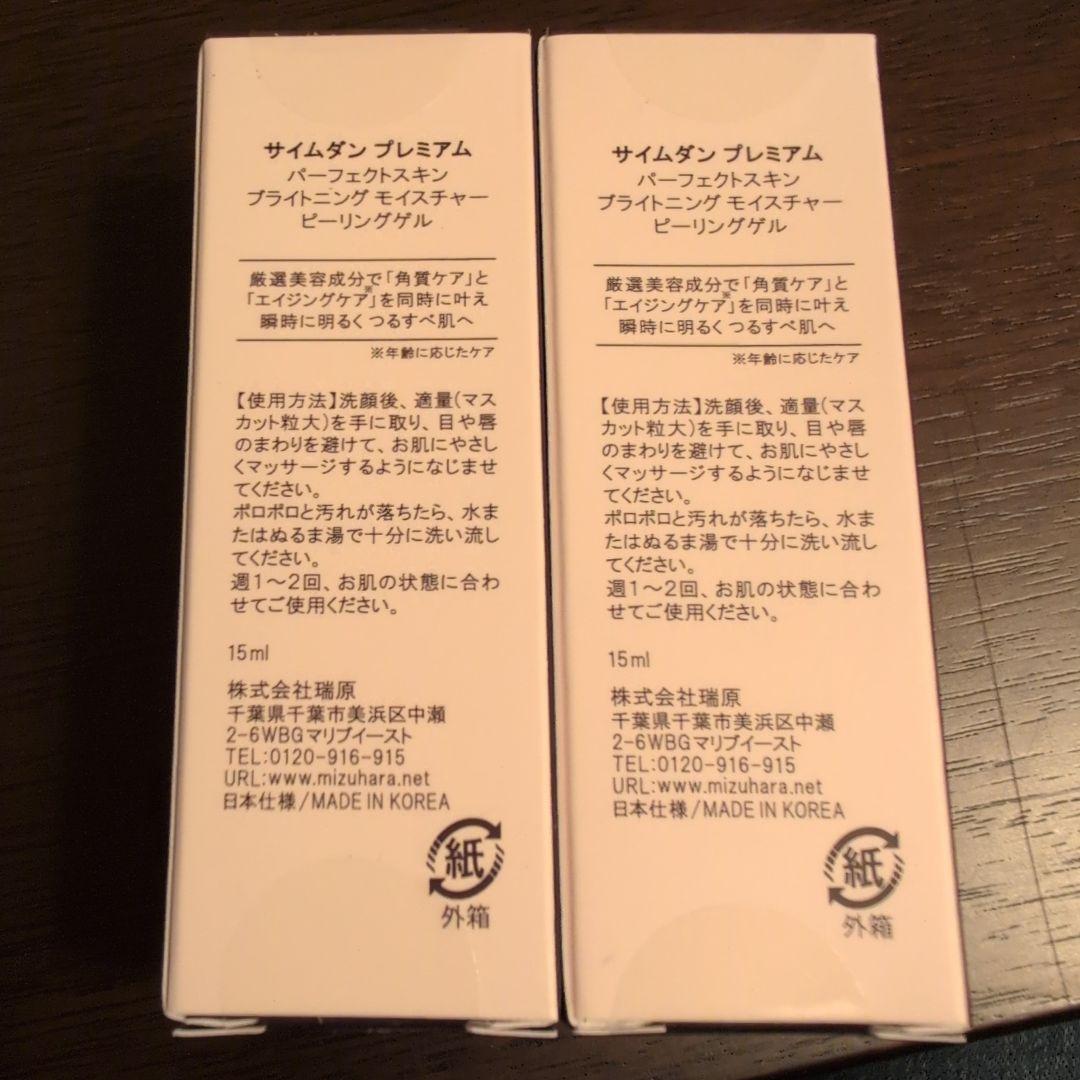 サイムダン プレミアム
パーフェクトスキン
ブライトニング モイスチャー
ピーリングゲル
厳選美容成分で「角質ケア」と
「エイジングケア※」を同時に叶え
瞬時に明るく つるすべ肌へ
※年齢に応じたケア
【使用方法】洗顔後、適量(マス
カット粒大)を手に取り、目や唇
のまわりを避けて、お肌にやさし
くマッサージするようになじませ
てください。
ポロポロと汚れが落ちたら、水ま
たはぬるま湯で十分に洗い流し
てください。
週1～2回、お肌の状態に合わ
せてご使用ください。
15ml
株式会社瑞原
千葉県千葉市美浜区中瀬
2-6WBGマリブイースト
TEL:0120-916-915
URL:www.mizuhara.net
日本仕様/MADE IN KOREA
紙
外箱
サイムダン プレミアム
パーフェクトスキン
ブライトニング モイスチャー
ピーリングゲル
厳選美容成分で「角質ケア」と
「エイジングケア※」を同時に叶え
瞬時に明るく つるすべ肌へ
※年齢に応じたケア
【使用方法】洗顔後、適量(マス
カット粒大)を手に取り、目や唇
のまわりを避けて、お肌にやさし
くマッサージするようになじませ
てください。
ポロポロと汚れが落ちたら、水ま
たはぬるま湯で十分に洗い流し
てください。
週1～2回、お肌の状態に合わ
せてご使用ください。
15ml
株式会社瑞原
千葉県千葉市美浜区中瀬
2-6WBGマリブイースト
TEL:0120-916-915
URL:www.mizuhara.net
日本仕様/MADE IN KOREA
紙
外箱